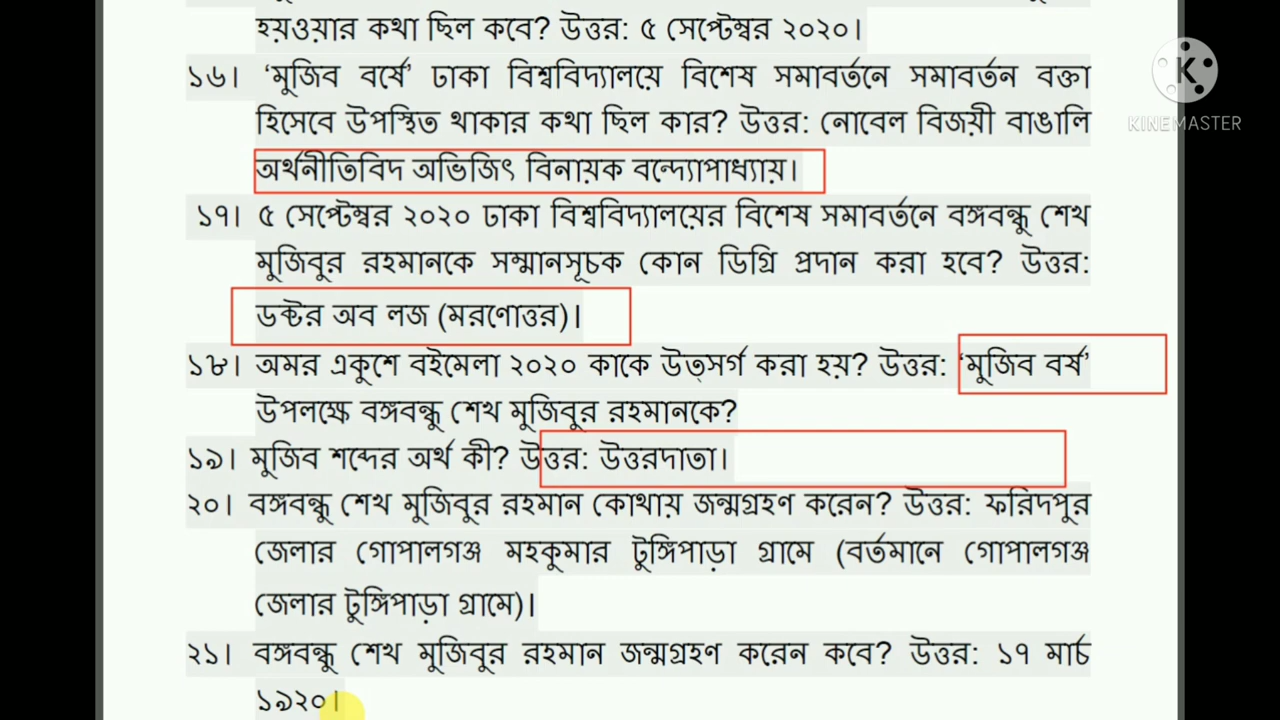 হয়ওয়ার কথা ছিল কবে? উত্তর: ৫ সেপ্টেম্বর ২০২০।
KINEMASTER
১৬। ‘মুজিব বর্ষে’ ঢাকা বিশ্ববিদ্যালয়ে বিশেষ সমাবর্তনে সমাবর্তন বক্তা
হিসেবে উপস্থিত থাকার কথা ছিল কার? উত্তর: নোবেল বিজয়ী বাঙালি
অর্থনীতিবিদ অভিজিৎ বিনায়ক বন্দ্যোপাধ্যায়।
১৭। ৫ সেপ্টেম্বর ২০২০ ঢাকা বিশ্ববিদ্যালয়ের বিশেষ সমাবর্তনে বঙ্গবন্ধু শেখ
মুজিবুর রহমানকে সম্মানসূচক কোন ডিগ্রি প্রদান করা হবে? উত্তর:
ডক্টর অব লজ (মরণোত্তর)।
১৮। অমর একুশে বইমেলা ২০২০ কাকে উত্সর্গ করা হয়? উত্তর: ‘মুজিব বর্ষ’
উপলক্ষে বঙ্গবন্ধু শেখ মুজিবুর রহমানকে?
১৯। মুজিব শব্দের অর্থ কী? উত্তর: উত্তরদাতা।
২০। বঙ্গবন্ধু শেখ মুজিবুর রহমান কোথায় জন্মগ্রহণ করেন? উত্তর: ফরিদপুর
জেলার গোপালগঞ্জ মহকুমার টুঙ্গিপাড়া গ্রামে (বর্তমানে গোপালগঞ্জ
জেলার টুঙ্গিপাড়া গ্রামে)।
২১। বঙ্গবন্ধু শেখ মুজিবুর রহমান জন্মগ্রহণ করেন কবে? উত্তর: ১৭ মার্চ
১৯২০।